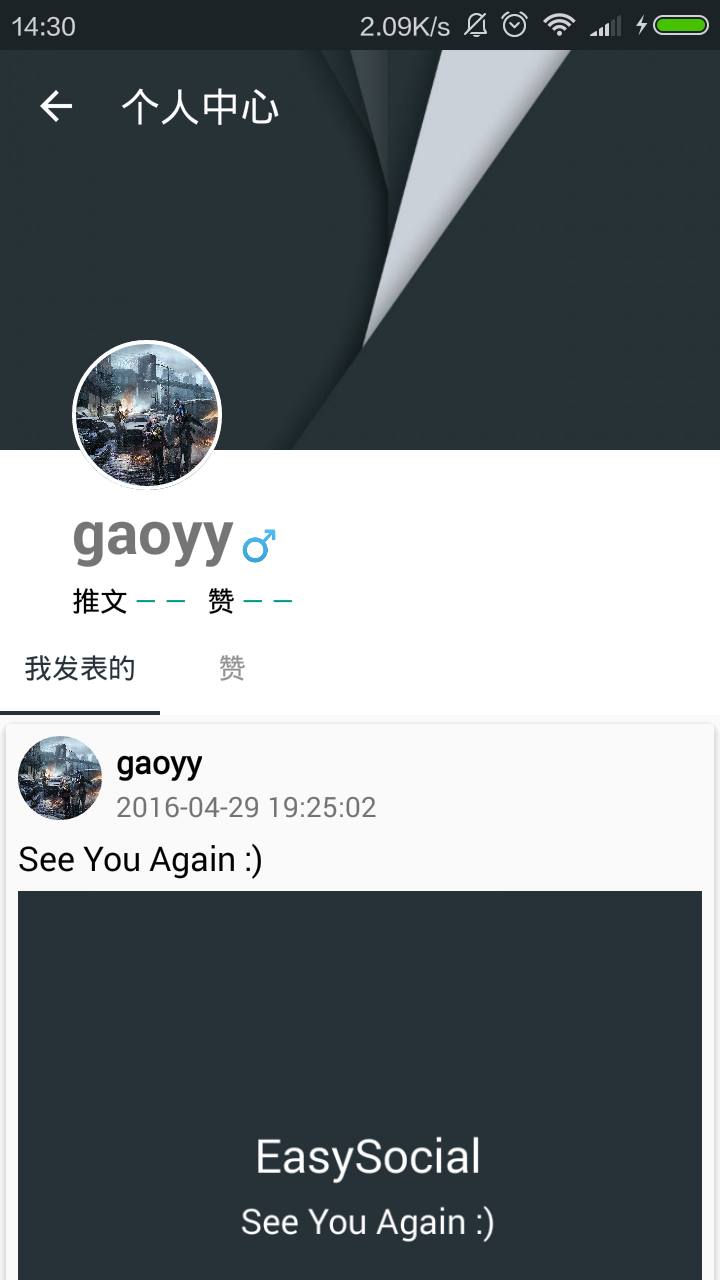 14:30 2.09K/s
个人中心
gaoyy
推文 – – 赞 – –
我发表的 赞
gaoyy
2016-04-29 19:25:02
See You Again :)
EasySocial
See You Again :)